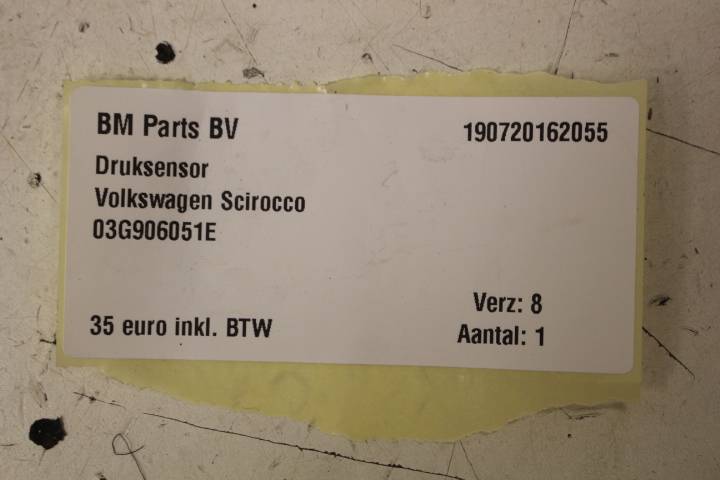 BM Parts BV
190720162055
Druksensor
Volkswagen Scirocco
03G906051E
Verz: 8
35 euro inkl. BTW
Aantal: 1